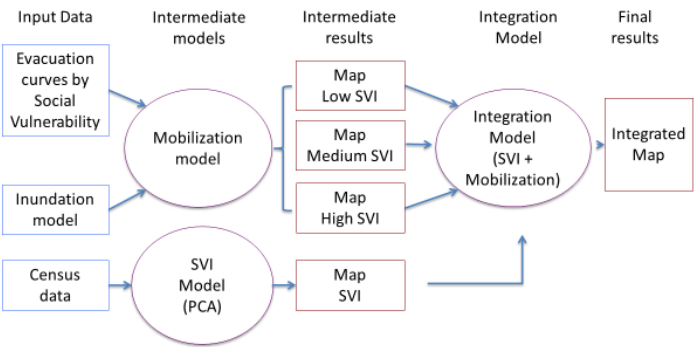 Input Data
Intermediate
models
Intermediate
results
Integration
Model
Final
results
Evacuation
curves by
Social
Vulnerability
Inundation
model
Census
data
Mobilization
model
SVI
Model
(PCA)
Map
Low SVI
Map
Medium SVI
Map
High SVI
Map
SVI
Integration
Model
(SVI +
Mobilization)
Integrated
Map